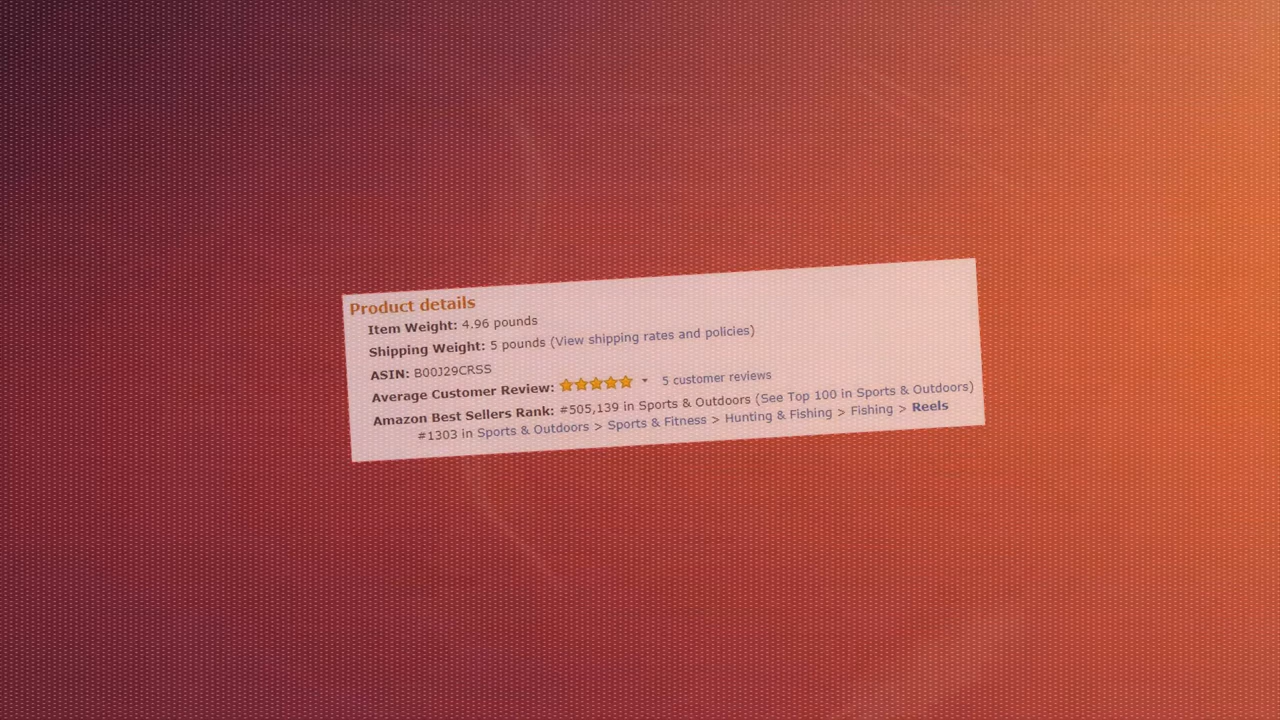 Product details
Item Weight: 4.96 pounds
Shipping Weight: 5 pounds (View shipping rates and policies)
ASIN: B00J29CRSS
Average Customer Review: 5 customer reviews
Amazon Best Sellers Rank: #505,139 in Sports & Outdoors (See Top 100 in Sports & Outdoors)
#1303 in Sports & Outdoors > Sports & Fitness > Hunting & Fishing > Fishing > Reels